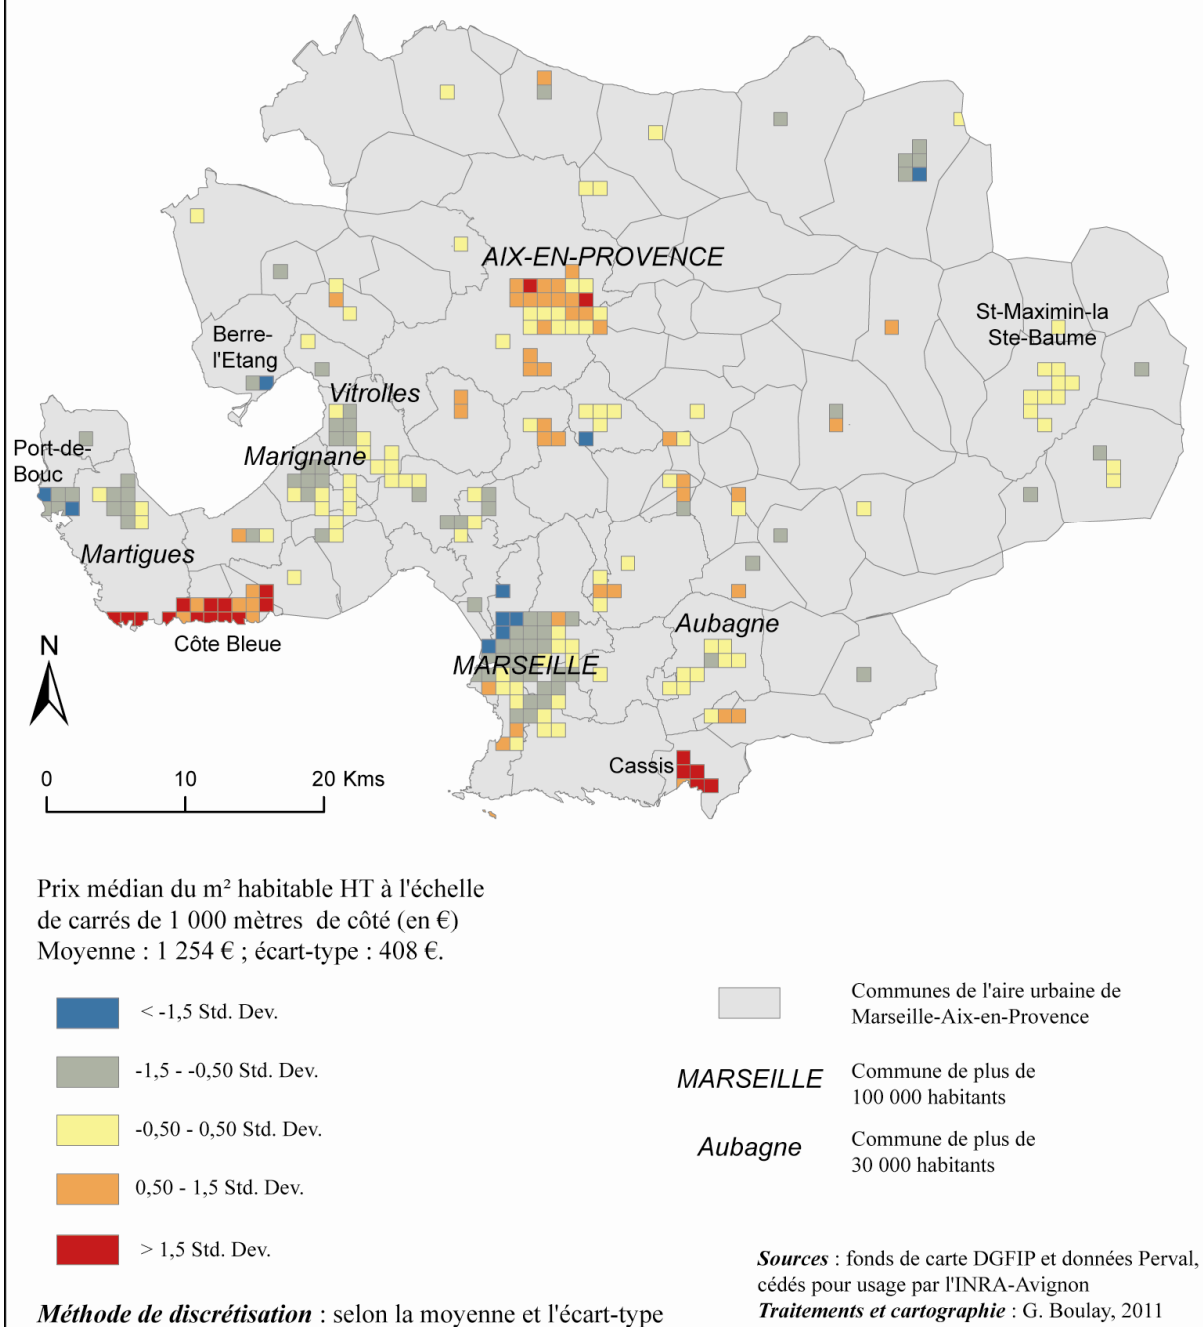 AIX-EN-PROVENCE
St-Maximin-la
Ste-Baume
Berre-
l'Etang
Vitrolles
Port-de-
Bouc
Marignane
Martigues
Côte Bleue
Aubagne
MARSEILLE
Cassis
N
0 10 20 Kms
Prix médian du m² habitable HT à l'échelle
de carrés de 1 000 mètres de côté (en €)
Moyenne : 1 254 € ; écart-type : 408 €.
< -1,5 Std. Dev.
-1,5 - -0,50 Std. Dev.
-0,50 - 0,50 Std. Dev.
0,50 - 1,5 Std. Dev.
> 1,5 Std. Dev.
Communes de l'aire urbaine de
Marseille-Aix-en-Provence
MARSEILLE Commune de plus de
100 000 habitants
Aubagne Commune de plus de
30 000 habitants
Sources : fonds de carte DGFIP et données Perval,
cédés pour usage par l'INRA-Avignon
Traitements et cartographie : G. Boulay, 2011
Méthode de discrétisation : selon la moyenne et l'écart-type